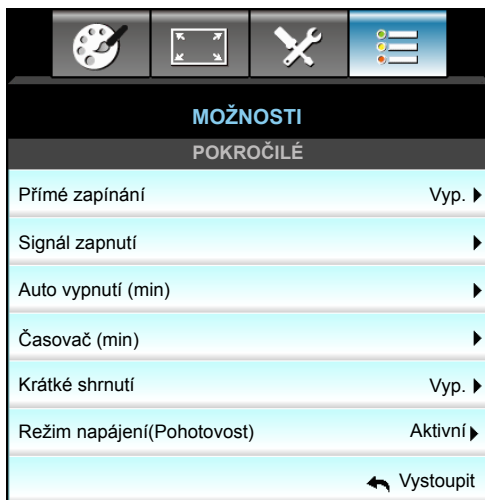 MOŽNOSTI
POKROČILÉ
Přímé zapínání Vyp.
Signál zapnutí
Auto vypnutí (min)
Časovač (min)
Krátké shrnutí Vyp.
Režim napájení(Pohotovost) Aktivní
Vystoupit